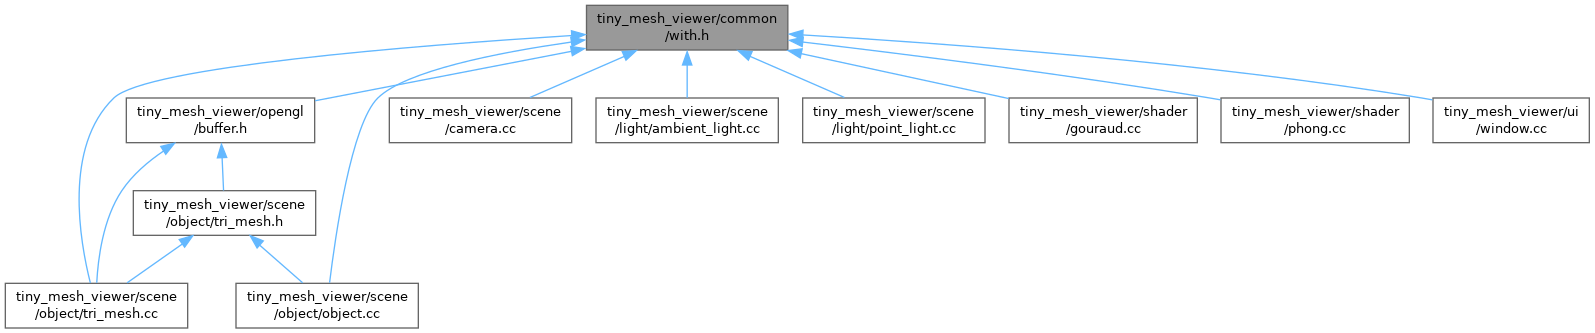 tiny_mesh_viewer/common
/with.h
tiny_mesh_viewer/opengl
/buffer.h
tiny_mesh_viewer/scene
/camera.cc
tiny_mesh_viewer/scene
/light/ambient_light.cc
tiny_mesh_viewer/scene
/light/point_light.cc
tiny_mesh_viewer/shader
/gouraud.cc
tiny_mesh_viewer/shader
/phong.cc
tiny_mesh_viewer/ui
/window.cc
tiny_mesh_viewer/scene
/object/tri_mesh.h
tiny_mesh_viewer/scene
/object/tri_mesh.cc
tiny_mesh_viewer/scene
/object/object.cc